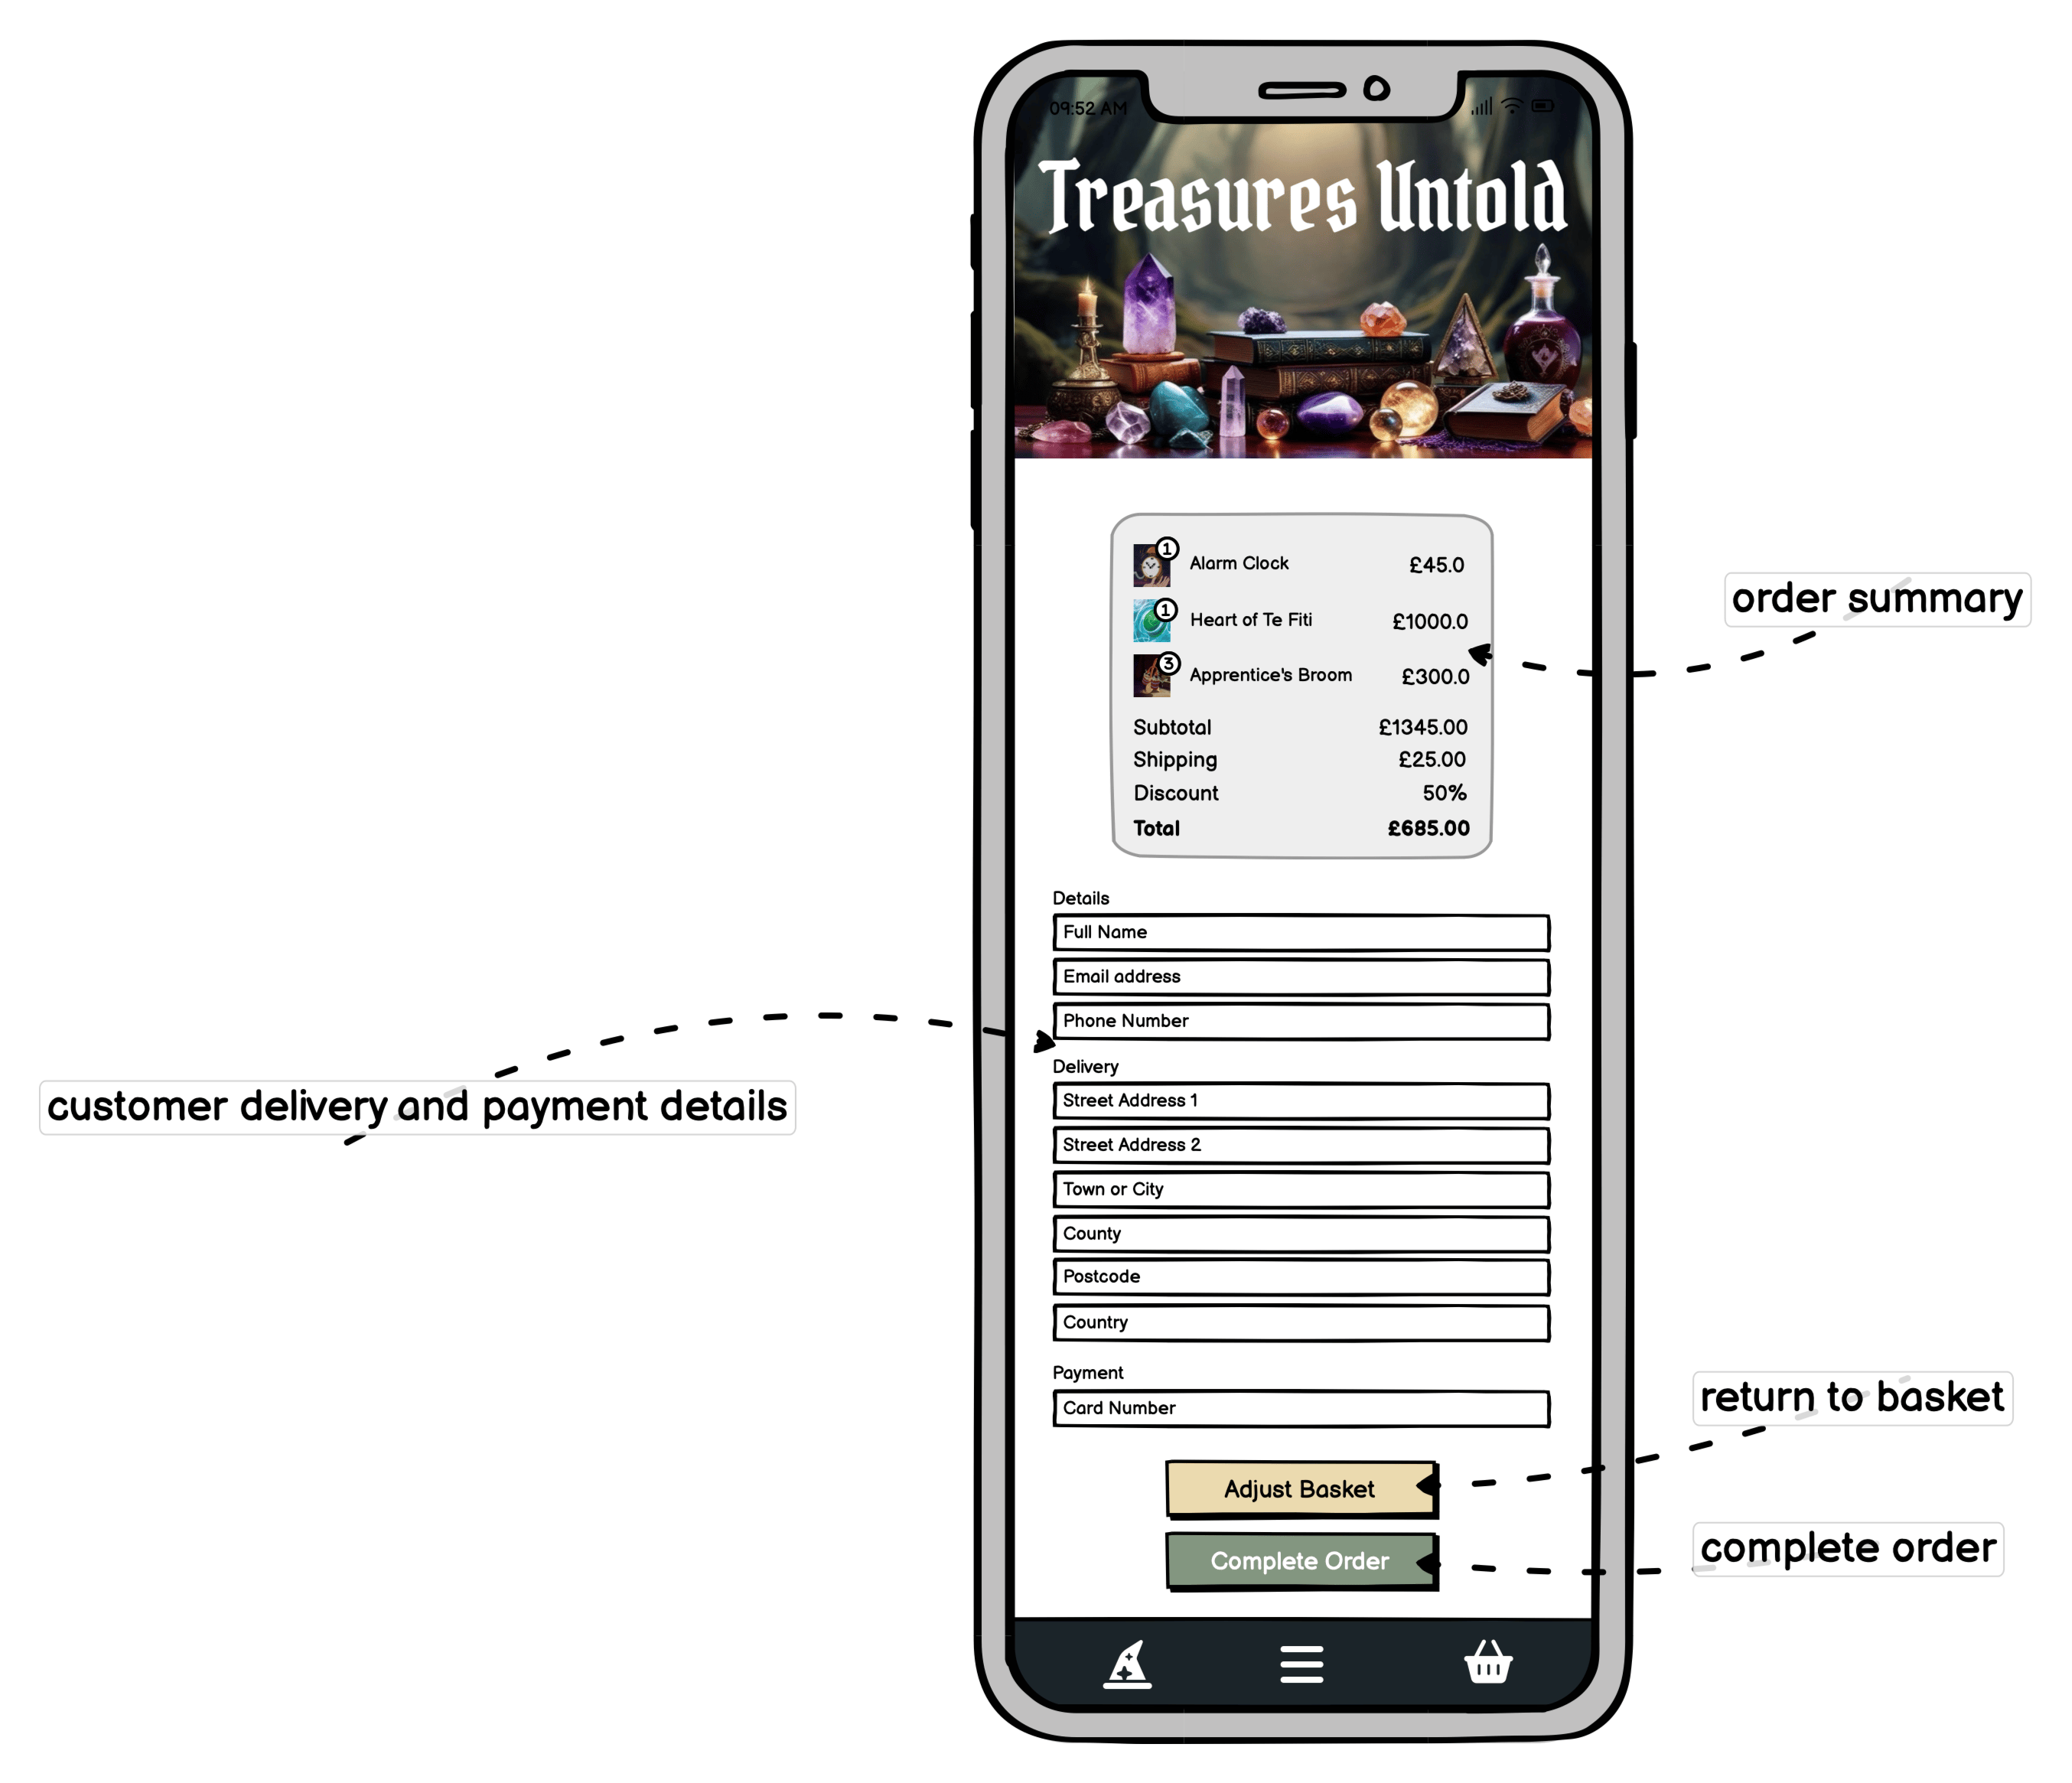 09:52 AM
Treasures Untold
1
Alarm Clock £45.0
1
Heart of Te Fiti £1000.0
3
Apprentice's Broom £300.0
Subtotal £1345.00
Shipping £25.00
Discount 50%
Total £685.00
order summary
Details
Full Name
Email address
Phone Number
customer delivery and payment details
Delivery
Street Address 1
Street Address 2
Town or City
County
Postcode
Country
Payment
Card Number
return to basket
Adjust Basket
complete order
Complete Order